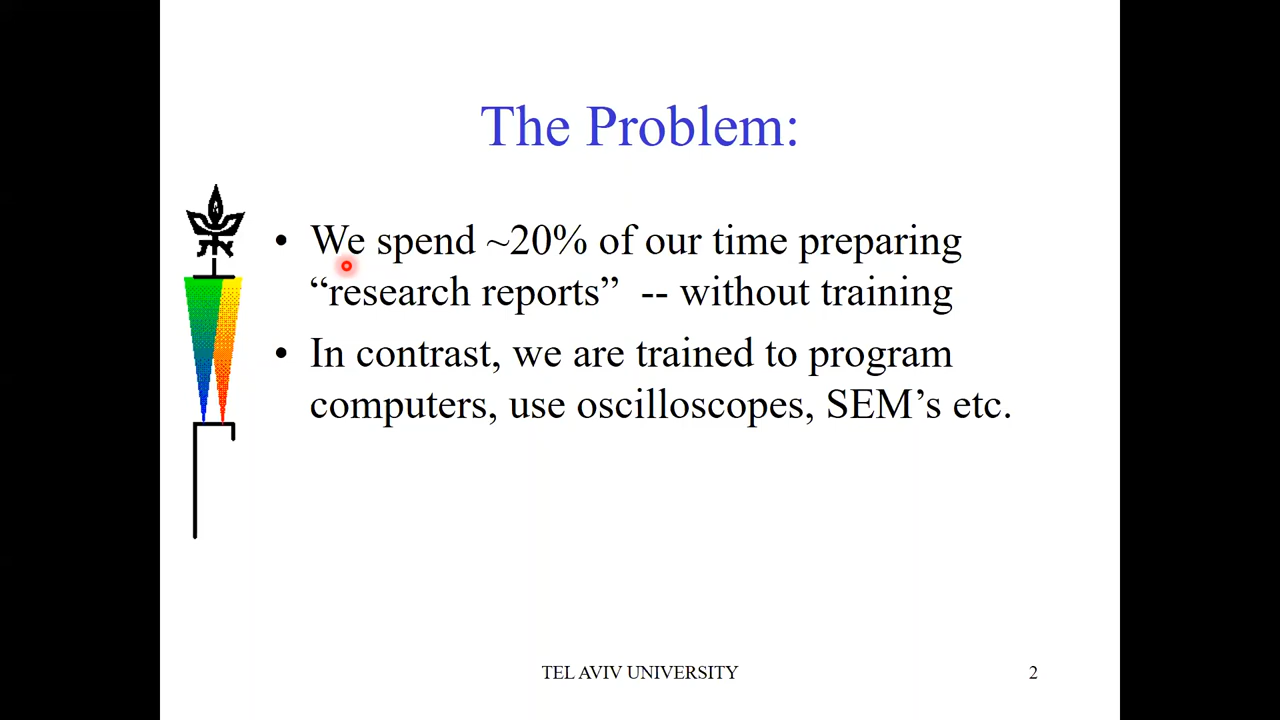 The Problem:
• We spend ~20% of our time preparing
“research reports” -- without training
• In contrast, we are trained to program
computers, use oscilloscopes, SEM’s etc.
TEL AVIV UNIVERSITY
2